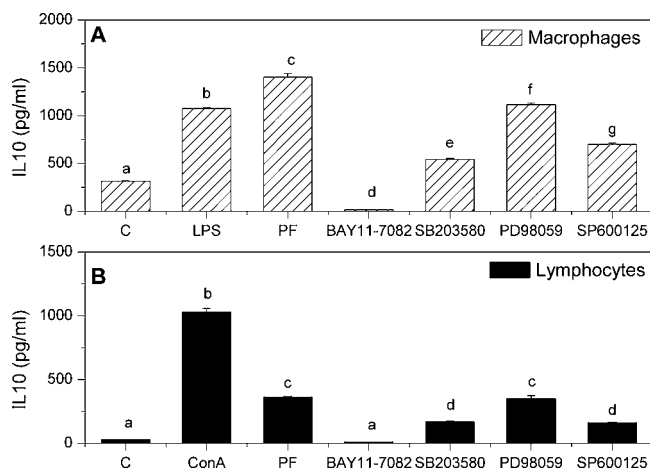 A
Macrophages
IL10 (pg/ml)
2000
1500
1000
500
0
a
b
c
d
e
f
g
C LPS PF BAY11-7082 SB203580 PD98059 SP600125
B
Lymphocytes
IL10 (pg/ml)
1500
1000
500
0
a
b
c
a
d
c
d
C ConA PF BAY11-7082 SB203580 PD98059 SP600125